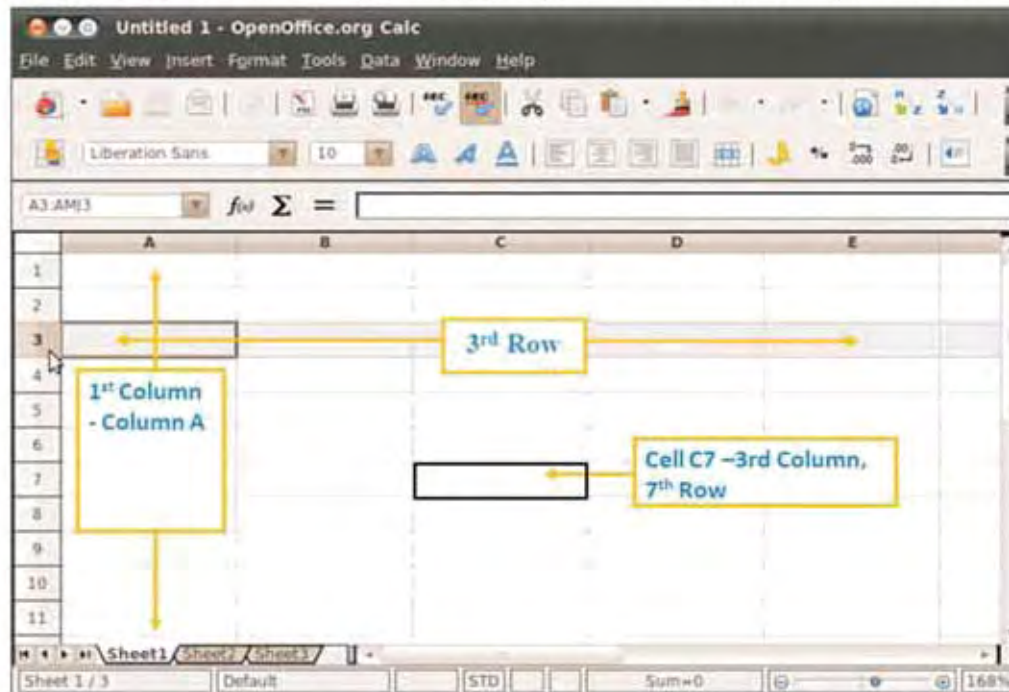 Untitled 1 - OpenOffice.org Calc
File Edit View Insert Format Tools Data Window Help
Liberation Sans 10
A3:AMJ3 f(x) Σ =
A B C D E
1
2
3
3rd Row
4
1st Column
- Column A
5
6
Cell C7 –3rd Column,
7th Row
7
8
9
10
11
Sheet1 Sheet2 Sheet3
Sheet 1 / 3 Default STD Sum=0 168%